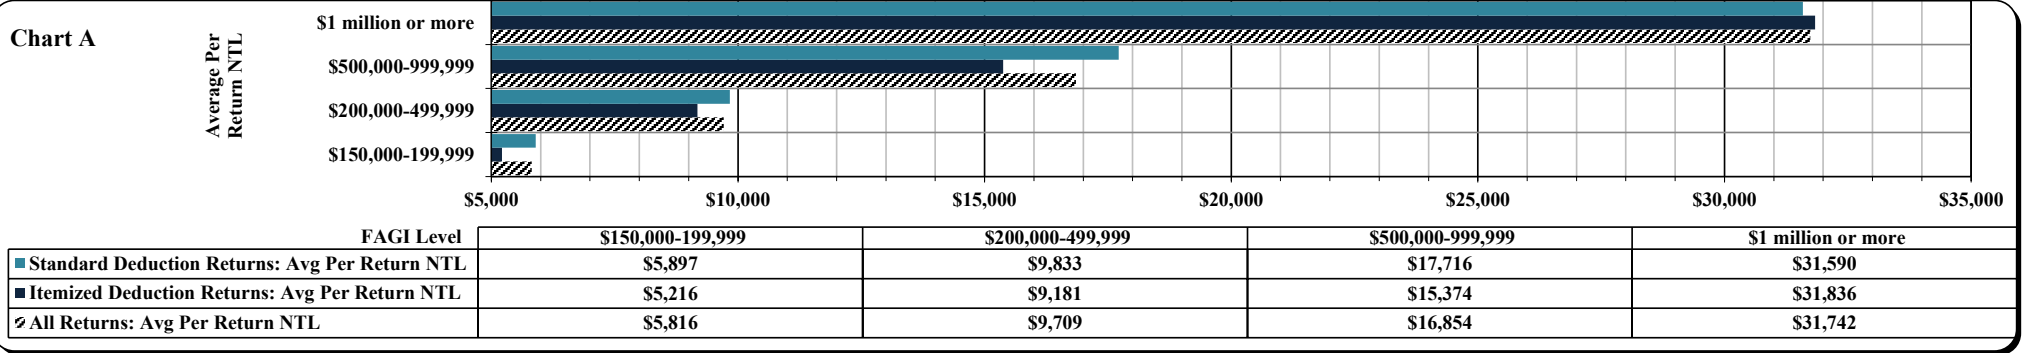 Chart A
Average Per
Return NTL
$1 million or more
$500,000-999,999
$200,000-499,999
$150,000-199,999
$5,000 $10,000 $15,000 $20,000 $25,000 $30,000 $35,000
FAGI Level $150,000-199,999 $200,000-499,999 $500,000-999,999 $1 million or more
Standard Deduction Returns: Avg Per Return NTL $5,897 $9,833 $17,716 $31,590
Itemized Deduction Returns: Avg Per Return NTL $5,216 $9,181 $15,374 $31,836
All Returns: Avg Per Return NTL $5,816 $9,709 $16,854 $31,742